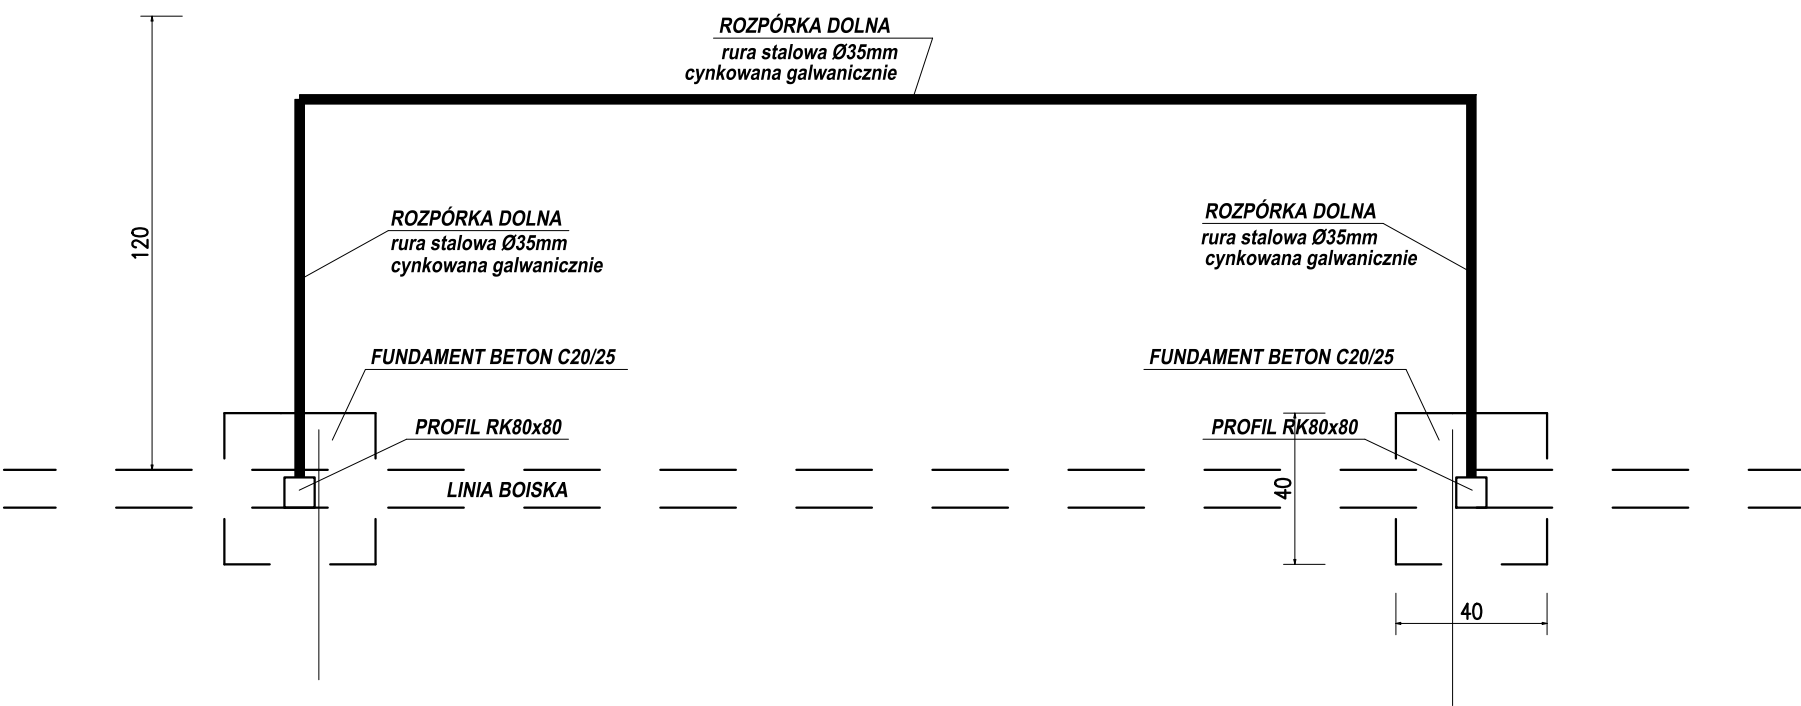 ROZPÓRKA DOLNA
rura stalowa Ø35mm
cynkowana galwanicznie
120
ROZPÓRKA DOLNA
rura stalowa Ø35mm
cynkowana galwanicznie
ROZPÓRKA DOLNA
rura stalowa Ø35mm
cynkowana galwanicznie
FUNDAMENT BETON C20/25
FUNDAMENT BETON C20/25
PROFIL RK80x80
PROFIL RK80x80
LINIA BOISKA
40
40